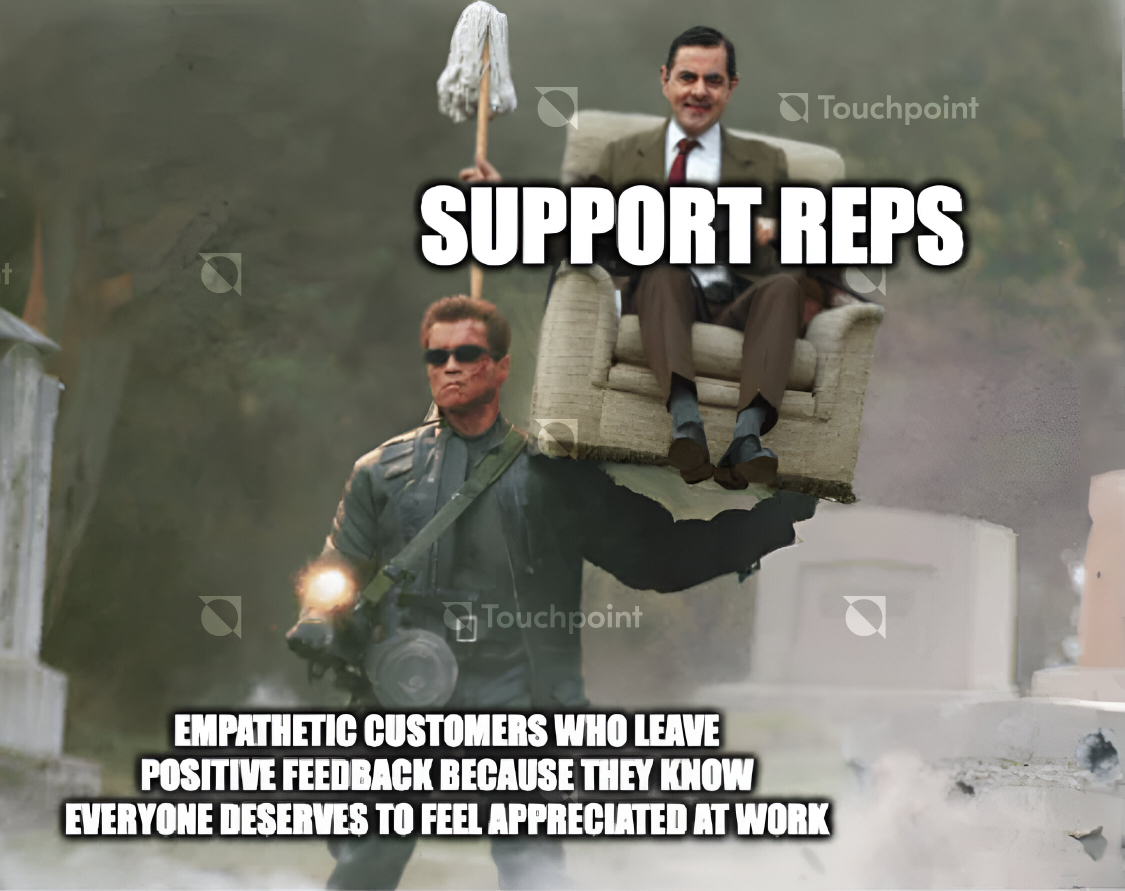 Touchpoint
SUPPORT REPS
t
Touchpoint
EMPATHETIC CUSTOMERS WHO LEAVE
POSITIVE FEEDBACK BECAUSE THEY KNOW
EVERYONE DESERVES TO FEEL APPRECIATED AT WORK